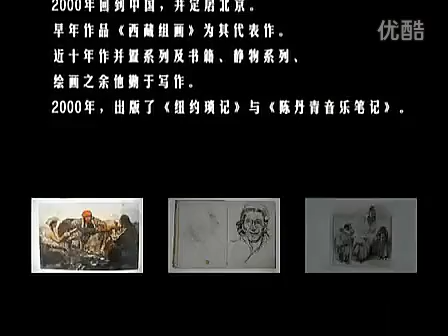 2000年回到中国，并定居北京。
优酷
早年作品《西藏组画》为其代表作。
近十年作并置系列及书籍、静物系列、
绘画之余他勤于写作。
2000年，出版了《纽约琐记》与《陈丹青音乐笔记》。